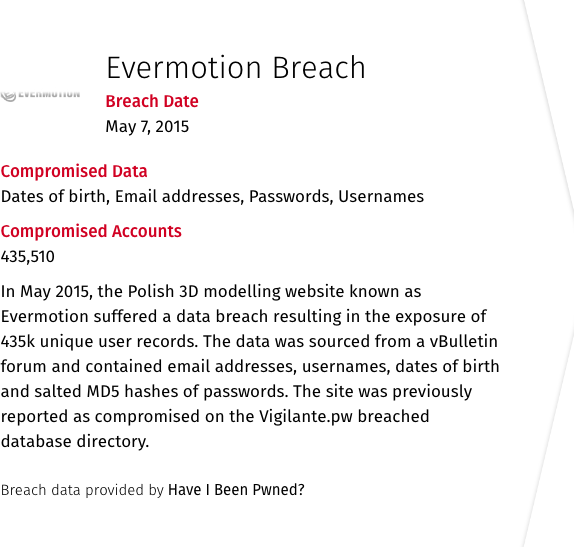 Evermotion Breach
EVERMOTION
Breach Date
May 7, 2015
Compromised Data
Dates of birth, Email addresses, Passwords, Usernames
Compromised Accounts
435,510
In May 2015, the Polish 3D modelling website known as
Evermotion suffered a data breach resulting in the exposure of
435k unique user records. The data was sourced from a vBulletin
forum and contained email addresses, usernames, dates of birth
and salted MD5 hashes of passwords. The site was previously
reported as compromised on the Vigilante.pw breached
database directory.
Breach data provided by Have I Been Pwned?